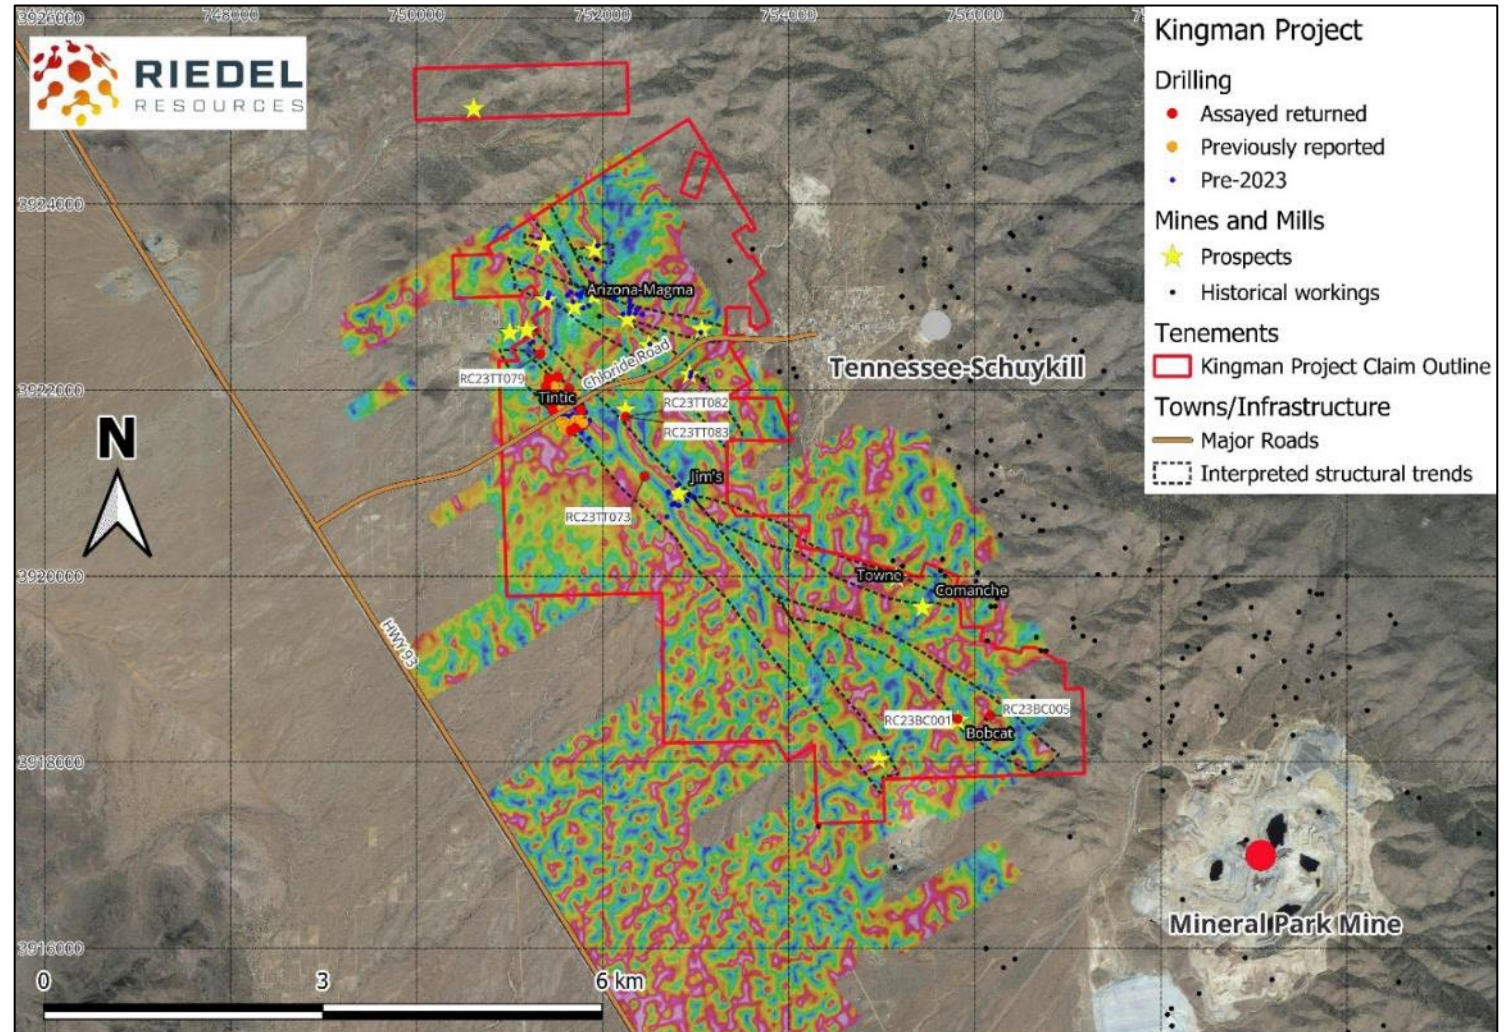 3926000
748000
750000
752000
754000
756000
Kingman Project
RIEDEL
RESOURCES
Drilling
Assayed returned
Previously reported
Pre-2023
Mines and Mills
Prospects
Historical workings
Tenements
Kingman Project Claim Outline
Towns/Infrastructure
Major Roads
Interpreted structural trends
3924000
Arizona-Magma
Chloride Road
Tennessee-Schuykill
RC23TT079
3922000
Tintic
RC23TT082
RC23TT083
N
Jim's
RC23TT073
3920000
Towne
Comanche
HWY 93
RC23BC001
RC23BC005
Bobcat
3918000
Mineral Park Mine
3916000
0
3
6 km